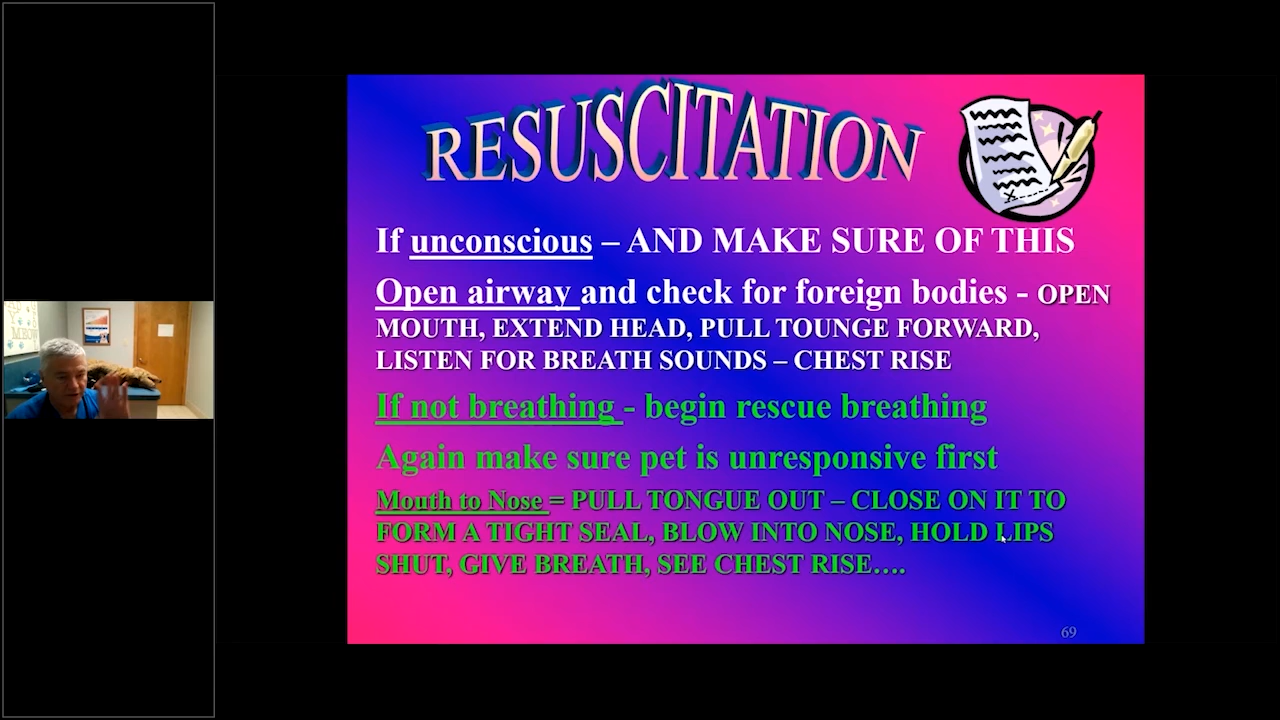 RESUSCITATION
If unconscious – AND MAKE SURE OF THIS
Open airway and check for foreign bodies - OPEN
MOUTH, EXTEND HEAD, PULL TOUNGE FORWARD,
LISTEN FOR BREATH SOUNDS – CHEST RISE
If not breathing - begin rescue breathing
Again make sure pet is unresponsive first
Mouth to Nose = PULL TONGUE OUT – CLOSE ON IT TO
FORM A TIGHT SEAL, BLOW INTO NOSE, HOLD LIPS
SHUT, GIVE BREATH, SEE CHEST RISE….
69